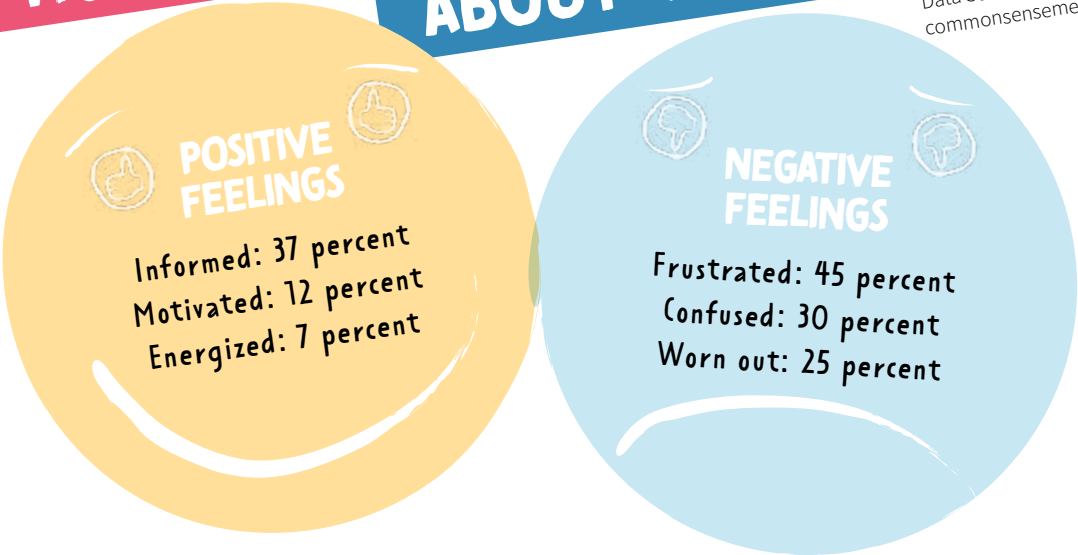 ABOUT
commonsenseme
POSITIVE
FEELINGS
Informed: 37 percent
Motivated: 12 percent
Energized: 7 percent
NEGATIVE
FEELINGS
Frustrated: 45 percent
Confused: 30 percent
Worn out: 25 percent